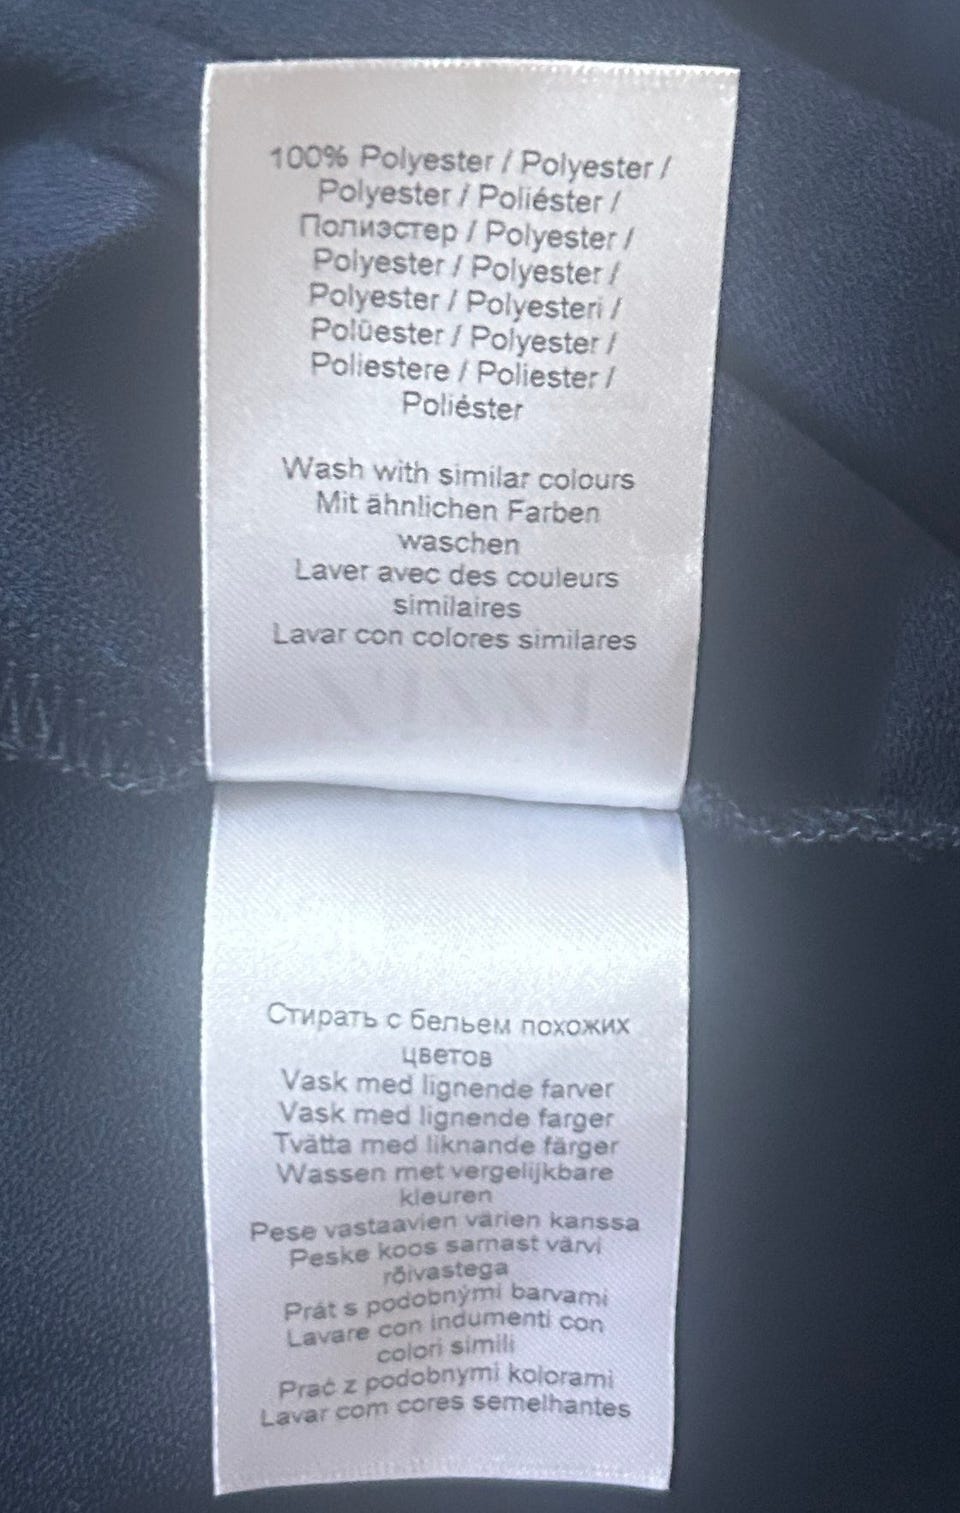 100% Polyester / Polyester /
Polyester / Poliéster /
Полиэстер / Polyester /
Polyester / Polyester /
Polyester / Polyesteri /
Polüester / Polyester /
Poliestere / Poliester /
Poliéster
Wash with similar colours
Mit ähnlichen Farben
waschen
Laver avec des couleurs
similaires
Lavar con colores similares
Стирать с бельем похожих
цветов
Vask med lignende farver
Vask med lignende farger
Tvätta med liknande färger
Wassen met vergelijkbare
kleuren
Pese vastaavien värien kanssa
Peske koos sarnast värvi
rõivastega
Prát s podobnými barvami
Lavare con indumenti con
colori simili
Prać z podobnymi kolorami
Lavar com cores semelhantes